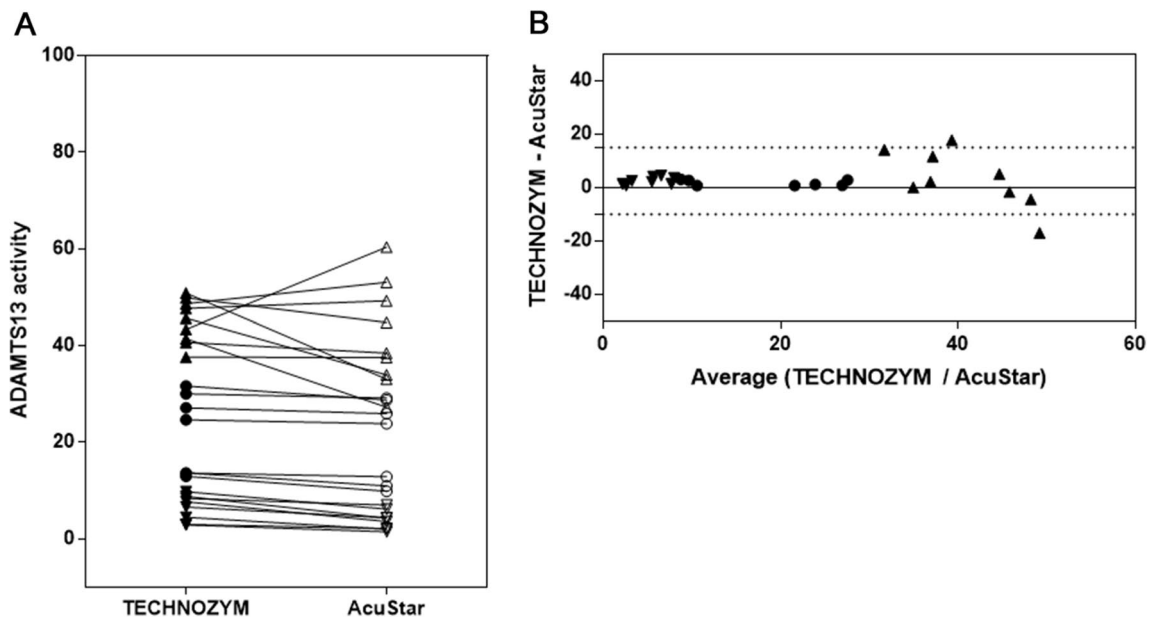 A
ADAMTS13 activity
100
80
60
40
20
0
TECHNOZYM AcuStar
B
TECHNOZYM - AcuStar
40
20
0
-20
-40
0 20 40 60
Average (TECHNOZYM / AcuStar)